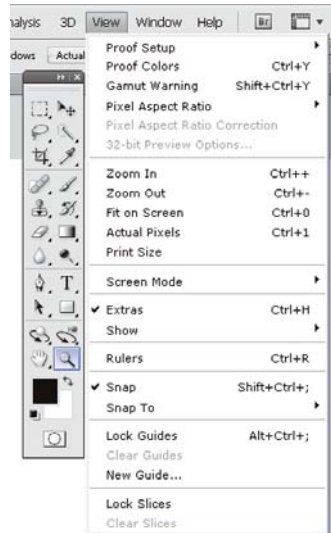 nalysis 3D View Window Help Br
dows Actual
Proof Setup
Proof Colors Ctrl+Y
Gamut Warning Shift+Ctrl+Y
Pixel Aspect Ratio
Pixel Aspect Ratio Correction
32-bit Preview Options...
Zoom In Ctrl++
Zoom Out Ctrl+-
Fit on Screen Ctrl+0
Actual Pixels Ctrl+1
Print Size
Screen Mode
Extras Ctrl+H
Show
Rulers Ctrl+R
Snap Shift+Ctrl+;
Snap To
Lock Guides Alt+Ctrl+;
Clear Guides
New Guide...
Lock Slices
Clear Slices
T